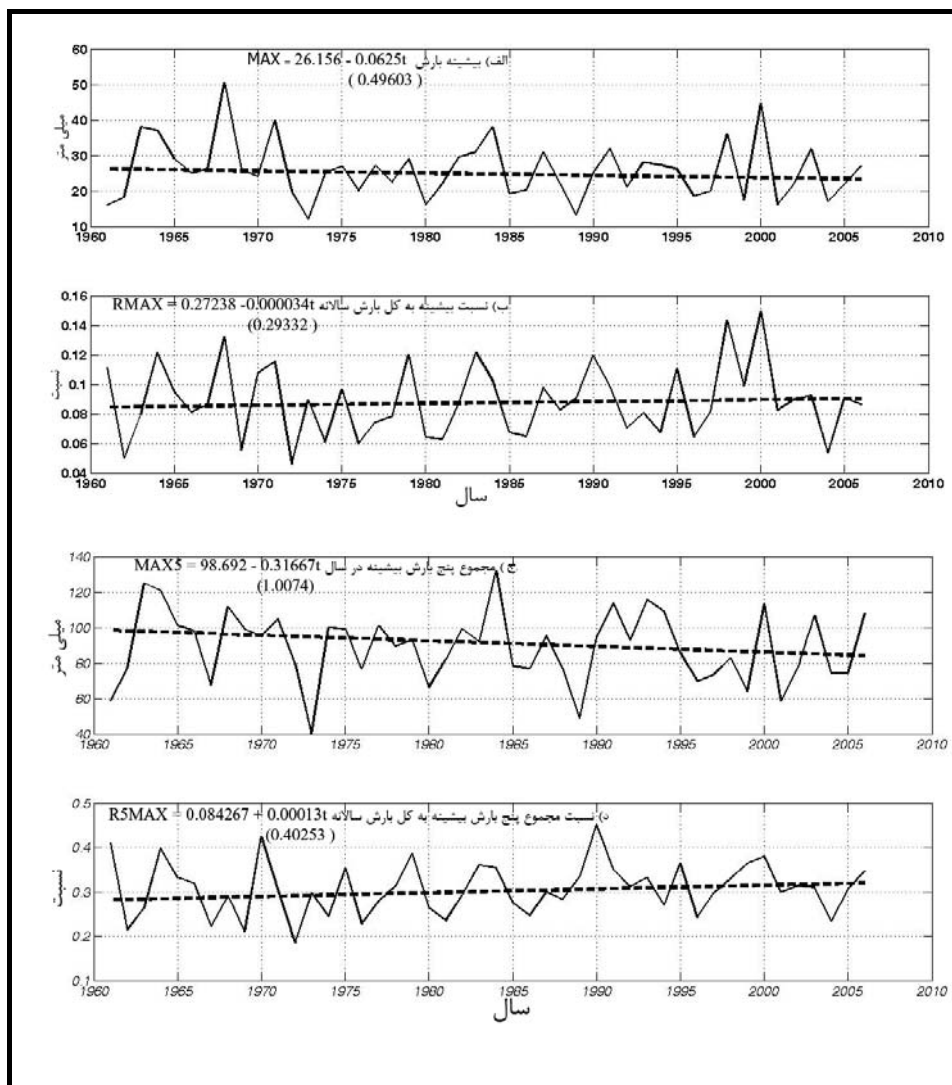 الف) بیشینه بارش MAX - 26.156 - 0.0625t
( 0.49603 )
60
50
40
30
20
10
میلی متر
1960 1965 1970 1975 1980 1985 1990 1995 2000 2005 2010
ب) نسبت بیشینه به کل بارش سالانه RMAX = 0.27238 -0.000034t
(0.29332 )
0.16
0.14
0.12
0.1
0.08
0.06
0.04
نسبت
1960 1965 1970 1975 1980 1985 1990 1995 2000 2005 2010
سال
ج) مجموع پنج بارش بیشینه در سال MAX5 = 98.692 - 0.31667t
(1.0074)
140
120
100
80
60
40
میلی متر
1960 1965 1970 1975 1980 1985 1990 1995 2000 2005 2010
د) نسبت مجموع پنج بارش بیشینه به کل بارش سالانه R5MAX = 0.084267 + 0.00013t
(0.40253 )
0.5
0.4
0.3
0.2
0.1
نسبت
1960 1965 1970 1975 1980 1985 1990 1995 2000 2005 2010
سال